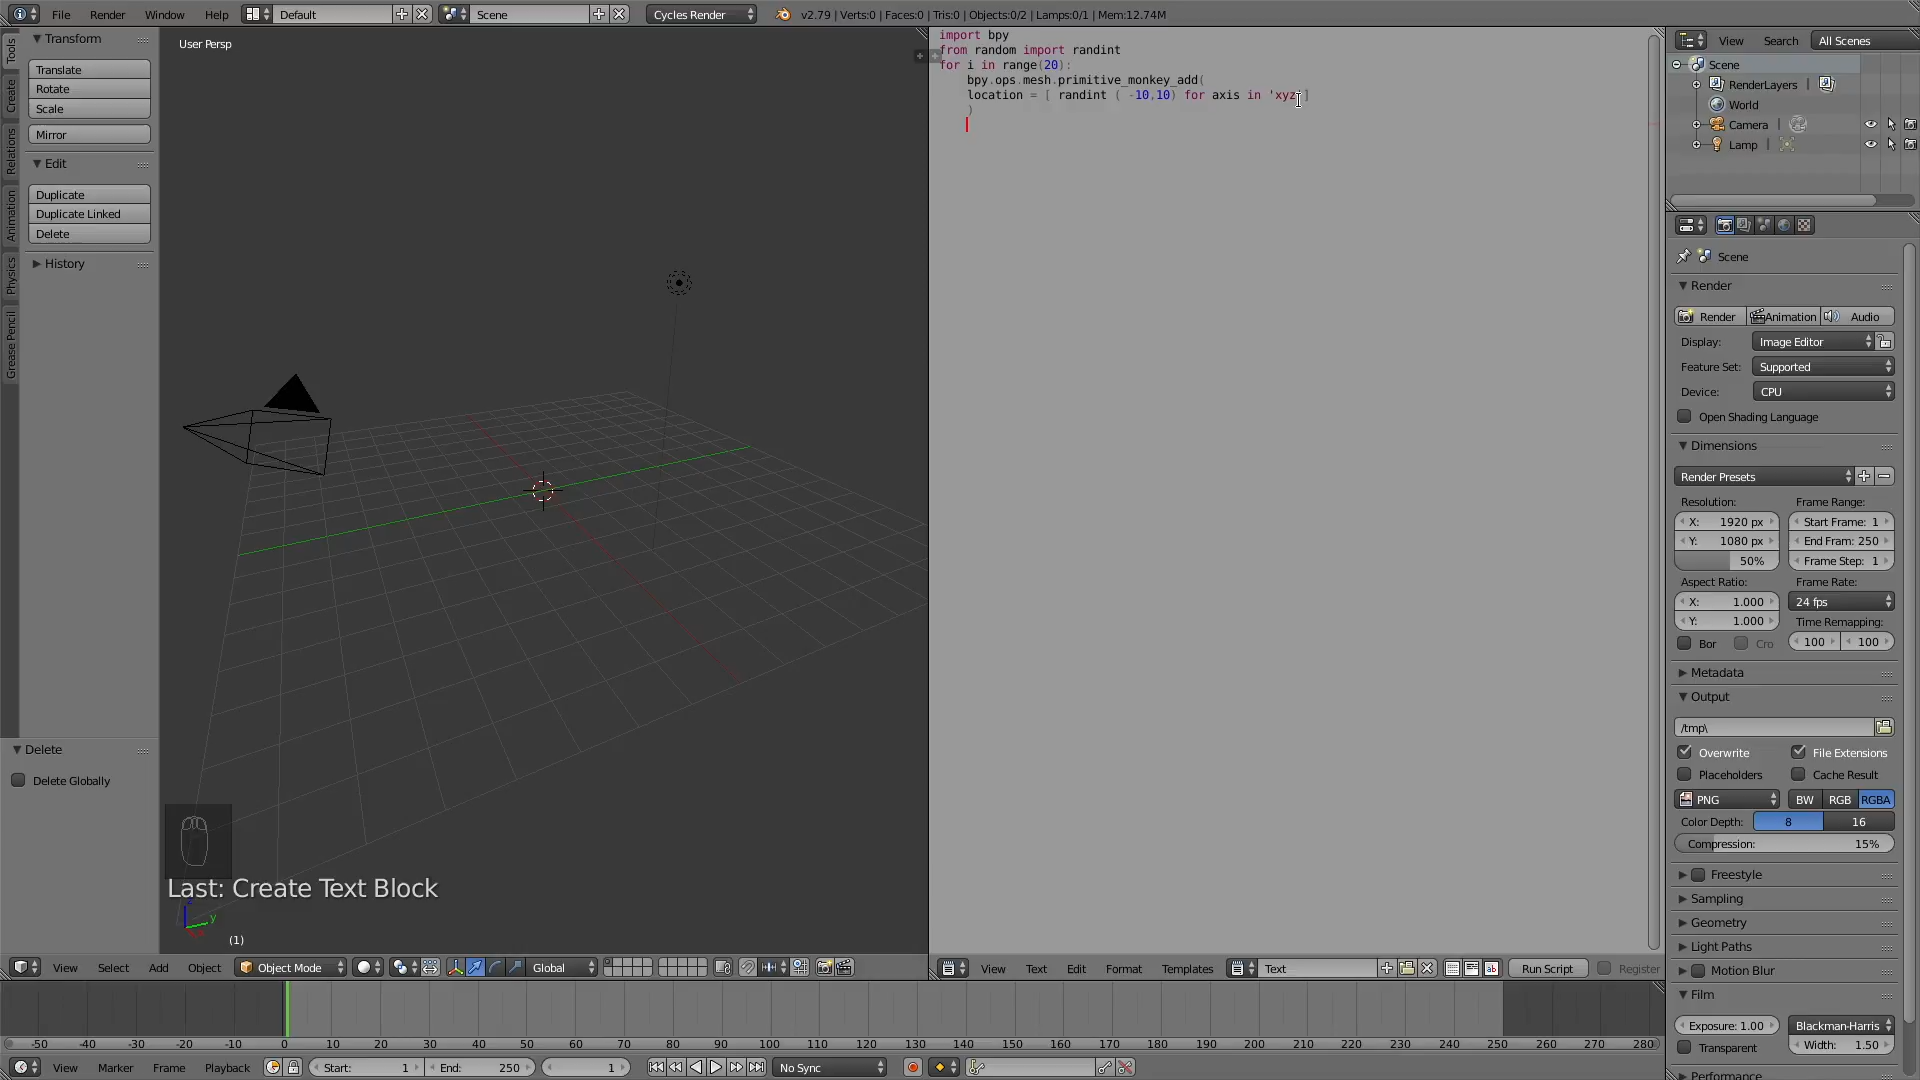 File Render Window Help Default Scene Cycles Render v2.79 | Verts:0 | Faces:0 | Tris:0 | Objects:0/2 | Lamps:0/1 | Mem:12.74M
Tools
Create
Relations
Animation
Physics
Grease Pencil
Transform
Translate
Rotate
Scale
Mirror
Edit
Duplicate
Duplicate Linked
Delete
History
Delete
Delete Globally
User Persp
Last: Create Text Block
z
y
(1)
View Select Add Object Object Mode Global
import bpy
from random import randint
for i in range(20):
bpy.ops.mesh.primitive_monkey_add(
location = [ randint ( -10,10) for axis in 'xyz']
)
View Text Edit Format Templates Text Run Script Register
View Search All Scenes
Scene
RenderLayers |
World
Camera |
Lamp |
Scene
Render
Render Animation Audio
Display: Image Editor
Feature Set: Supported
Device: CPU
Open Shading Language
Dimensions
Render Presets
Resolution: Frame Range:
X: 1920 px Start Frame: 1
Y: 1080 px End Fram: 250
50% Frame Step: 1
Aspect Ratio: Frame Rate:
X: 1.000 24 fps
Y: 1.000 Time Remapping:
Bor Cro 100 100
Metadata
Output
/tmp\
Overwrite File Extensions
Placeholders Cache Result
PNG BW RGB RGBA
Color Depth: 8 16
Compression: 15%
Freestyle
Sampling
Geometry
Light Paths
Motion Blur
Film
Exposure: 1.00 Blackman-Harris
Transparent Width: 1.50
Performance
-50 -40 -30 -20 -10 0 10 20 30 40 50 60 70 80 90 100 110 120 130 140 150 160 170 180 190 200 210 220 230 240 250 260 270 280
View Marker Frame Playback Start: 1 End: 250 1 No Sync